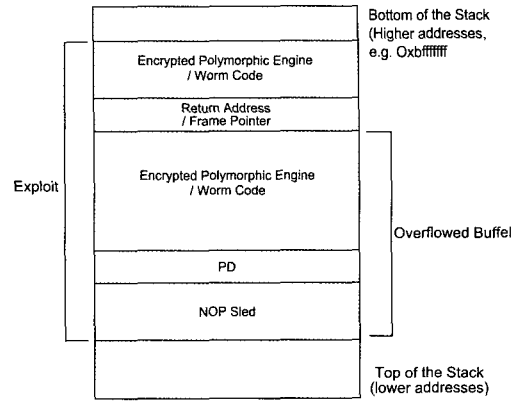 Bottom of the Stack
(Higher addresses,
e.g. Oxbfffffff)
Encrypted Polymorphic Engine
/ Worm Code
Return Address
/ Frame Pointer
Exploit
Encrypted Polymorphic Engine
/ Worm Code
Overflowed Buffer
PD
NOP Sled
Top of the Stack
(lower addresses)